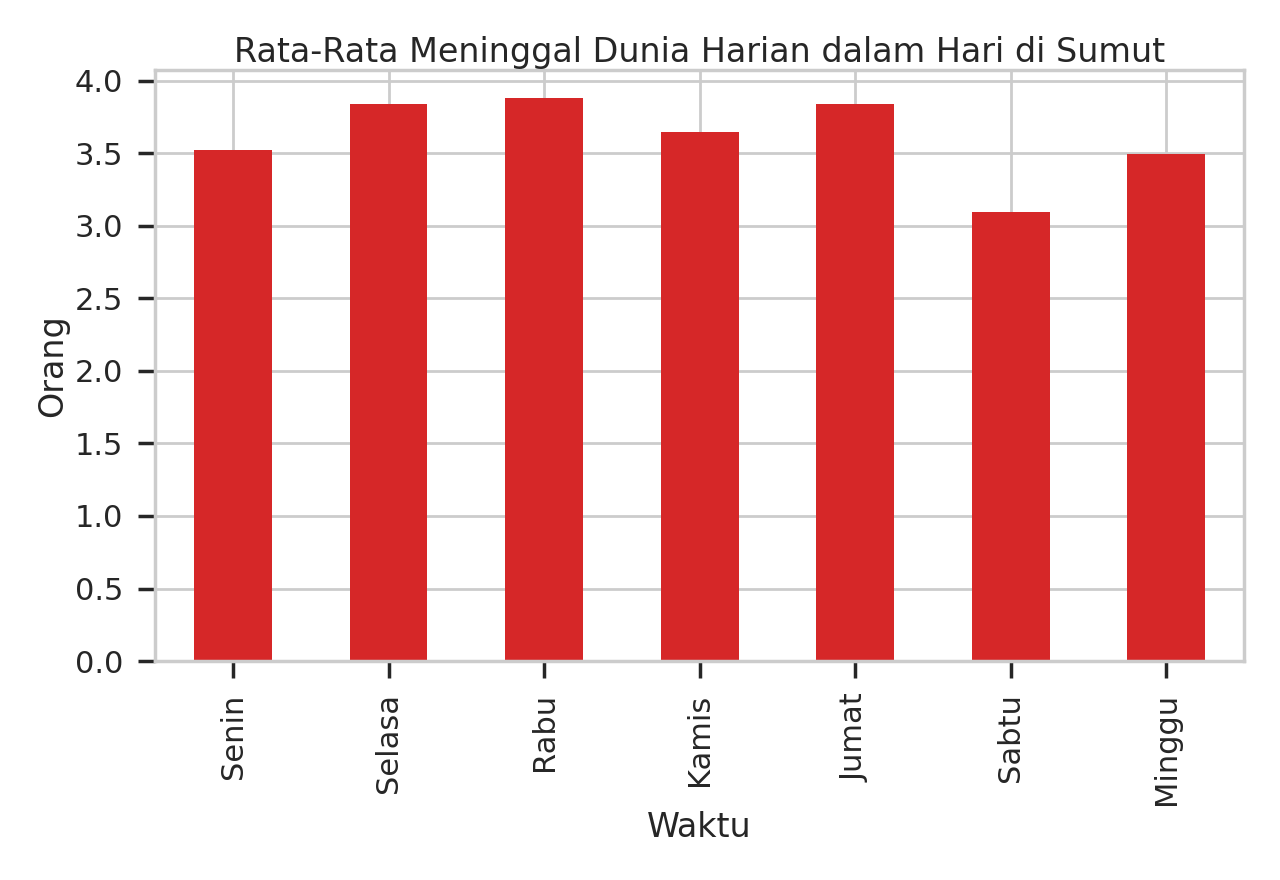 Rata-Rata Meninggal Dunia Harian dalam Hari di Sumut
4.0
3.5
3.0
2.5
2.0
1.5
1.0
0.5
0.0
Orang
Senin
Selasa
Rabu
Kamis
Jumat
Sabtu
Minggu
Waktu